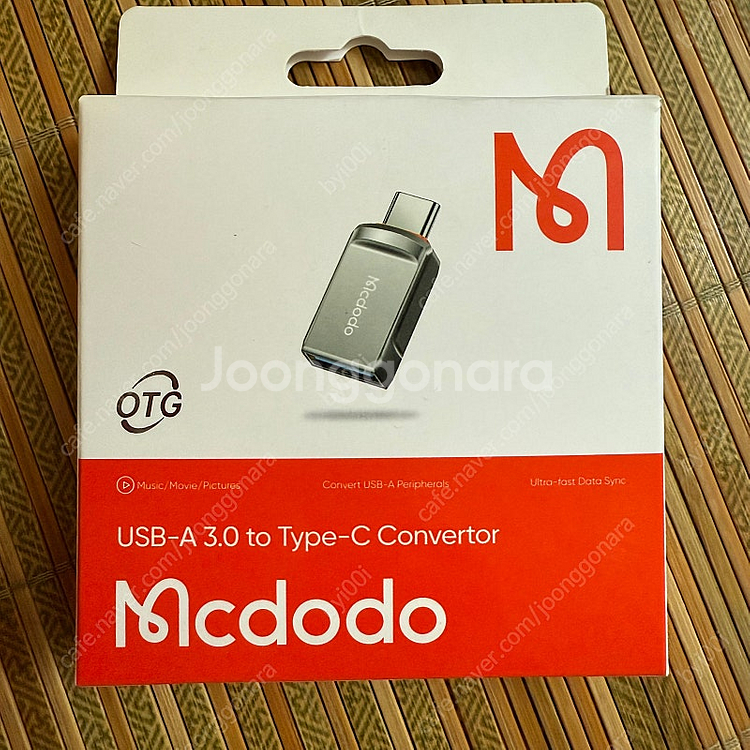 Mcdodo
Joonggonara
OTG
Music/Movie/Pictures
Convert USB-A Peripherals
Ultra-fast Data Sync
USB-A 3.0 to Type-C Convertor
Mcdodo
cafe.naver.com/joonggonara
byi00i